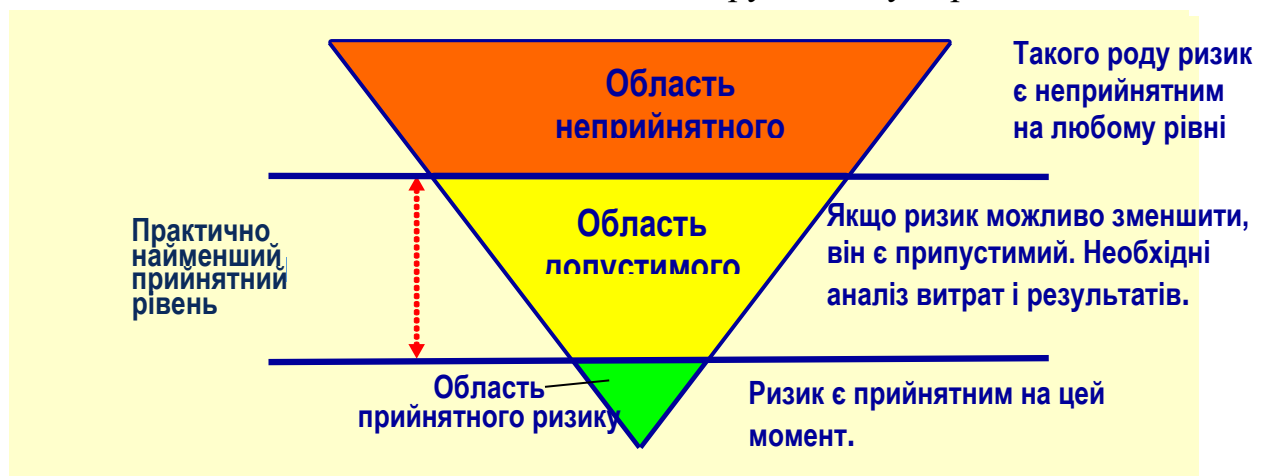 Область
неприйнятного
Такого роду ризик
є неприйнятним
на любому рівні
Практично
найменший
прийнятний
рівень
Область
допустимого
Якщо ризик можливо зменшити,
він є припустимий. Необхідні
аналіз витрат і результатів.
Область
прийнятного ризику
Ризик є прийнятним на цей
момент.